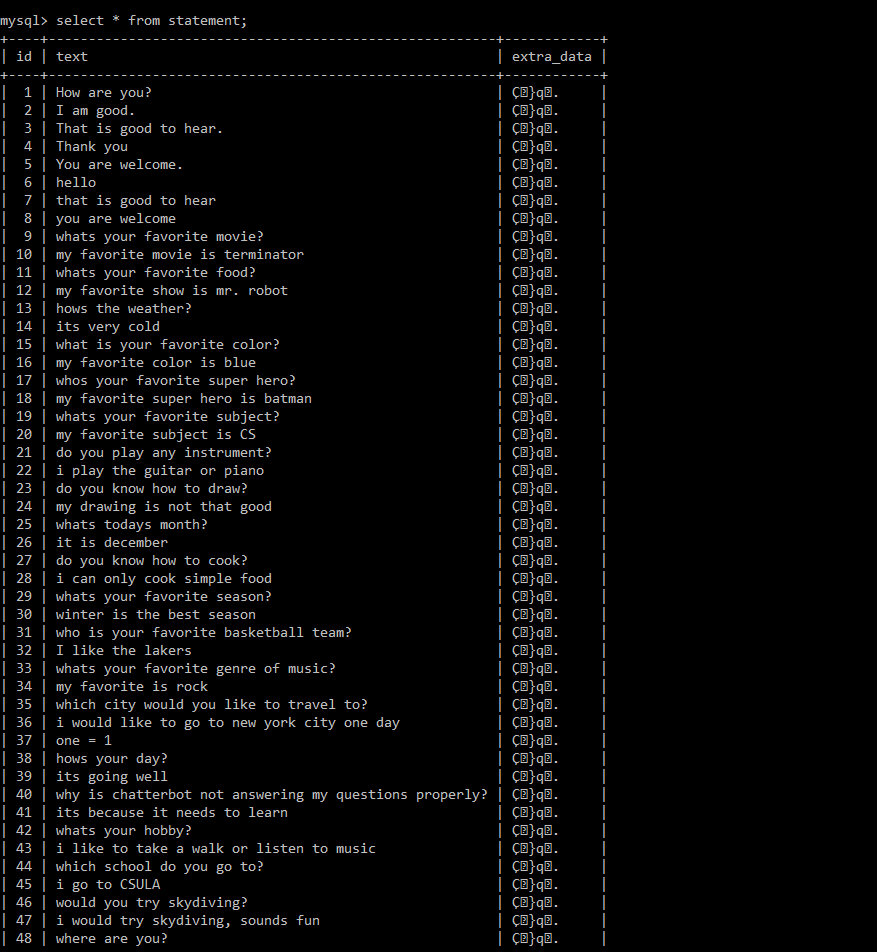 mysql> select * from statement;
+----+-------------------------------------------------------+------------+
| id | text | extra_data |
+----+-------------------------------------------------------+------------+
| 1 | How are you? | Ç}q. |
| 2 | I am good. | Ç}q. |
| 3 | That is good to hear. | Ç}q. |
| 4 | Thank you | Ç}q. |
| 5 | You are welcome. | Ç}q. |
| 6 | hello | Ç}q. |
| 7 | that is good to hear | Ç}q. |
| 8 | you are welcome | Ç}q. |
| 9 | whats your favorite movie? | Ç}q. |
| 10 | my favorite movie is terminator | Ç}q. |
| 11 | whats your favorite food? | Ç}q. |
| 12 | my favorite show is mr. robot | Ç}q. |
| 13 | hows the weather? | Ç}q. |
| 14 | its very cold | Ç}q. |
| 15 | what is your favorite color? | Ç}q. |
| 16 | my favorite color is blue | Ç}q. |
| 17 | whos your favorite super hero? | Ç}q. |
| 18 | my favorite super hero is batman | Ç}q. |
| 19 | whats your favorite subject? | Ç}q. |
| 20 | my favorite subject is CS | Ç}q. |
| 21 | do you play any instrument? | Ç}q. |
| 22 | i play the guitar or piano | Ç}q. |
| 23 | do you know how to draw? | Ç}q. |
| 24 | my drawing is not that good | Ç}q. |
| 25 | whats todays month? | Ç}q. |
| 26 | it is december | Ç}q. |
| 27 | do you know how to cook? | Ç}q. |
| 28 | i can only cook simple food | Ç}q. |
| 29 | whats your favorite season? | Ç}q. |
| 30 | winter is the best season | Ç}q. |
| 31 | who is your favorite basketball team? | Ç}q. |
| 32 | I like the lakers | Ç}q. |
| 33 | whats your favorite genre of music? | Ç}q. |
| 34 | my favorite is rock | Ç}q. |
| 35 | which city would you like to travel to? | Ç}q. |
| 36 | i would like to go to new york city one day | Ç}q. |
| 37 | one = 1 | Ç}q. |
| 38 | hows your day? | Ç}q. |
| 39 | its going well | Ç}q. |
| 40 | why is chatterbot not answering my questions properly? | Ç}q. |
| 41 | its because it needs to learn | Ç}q. |
| 42 | whats your hobby? | Ç}q. |
| 43 | i like to take a walk or listen to music | Ç}q. |
| 44 | which school do you go to? | Ç}q. |
| 45 | i go to CSULA | Ç}q. |
| 46 | would you try skydiving? | Ç}q. |
| 47 | i would try skydiving, sounds fun | Ç}q. |
| 48 | where are you? | Ç}q. |